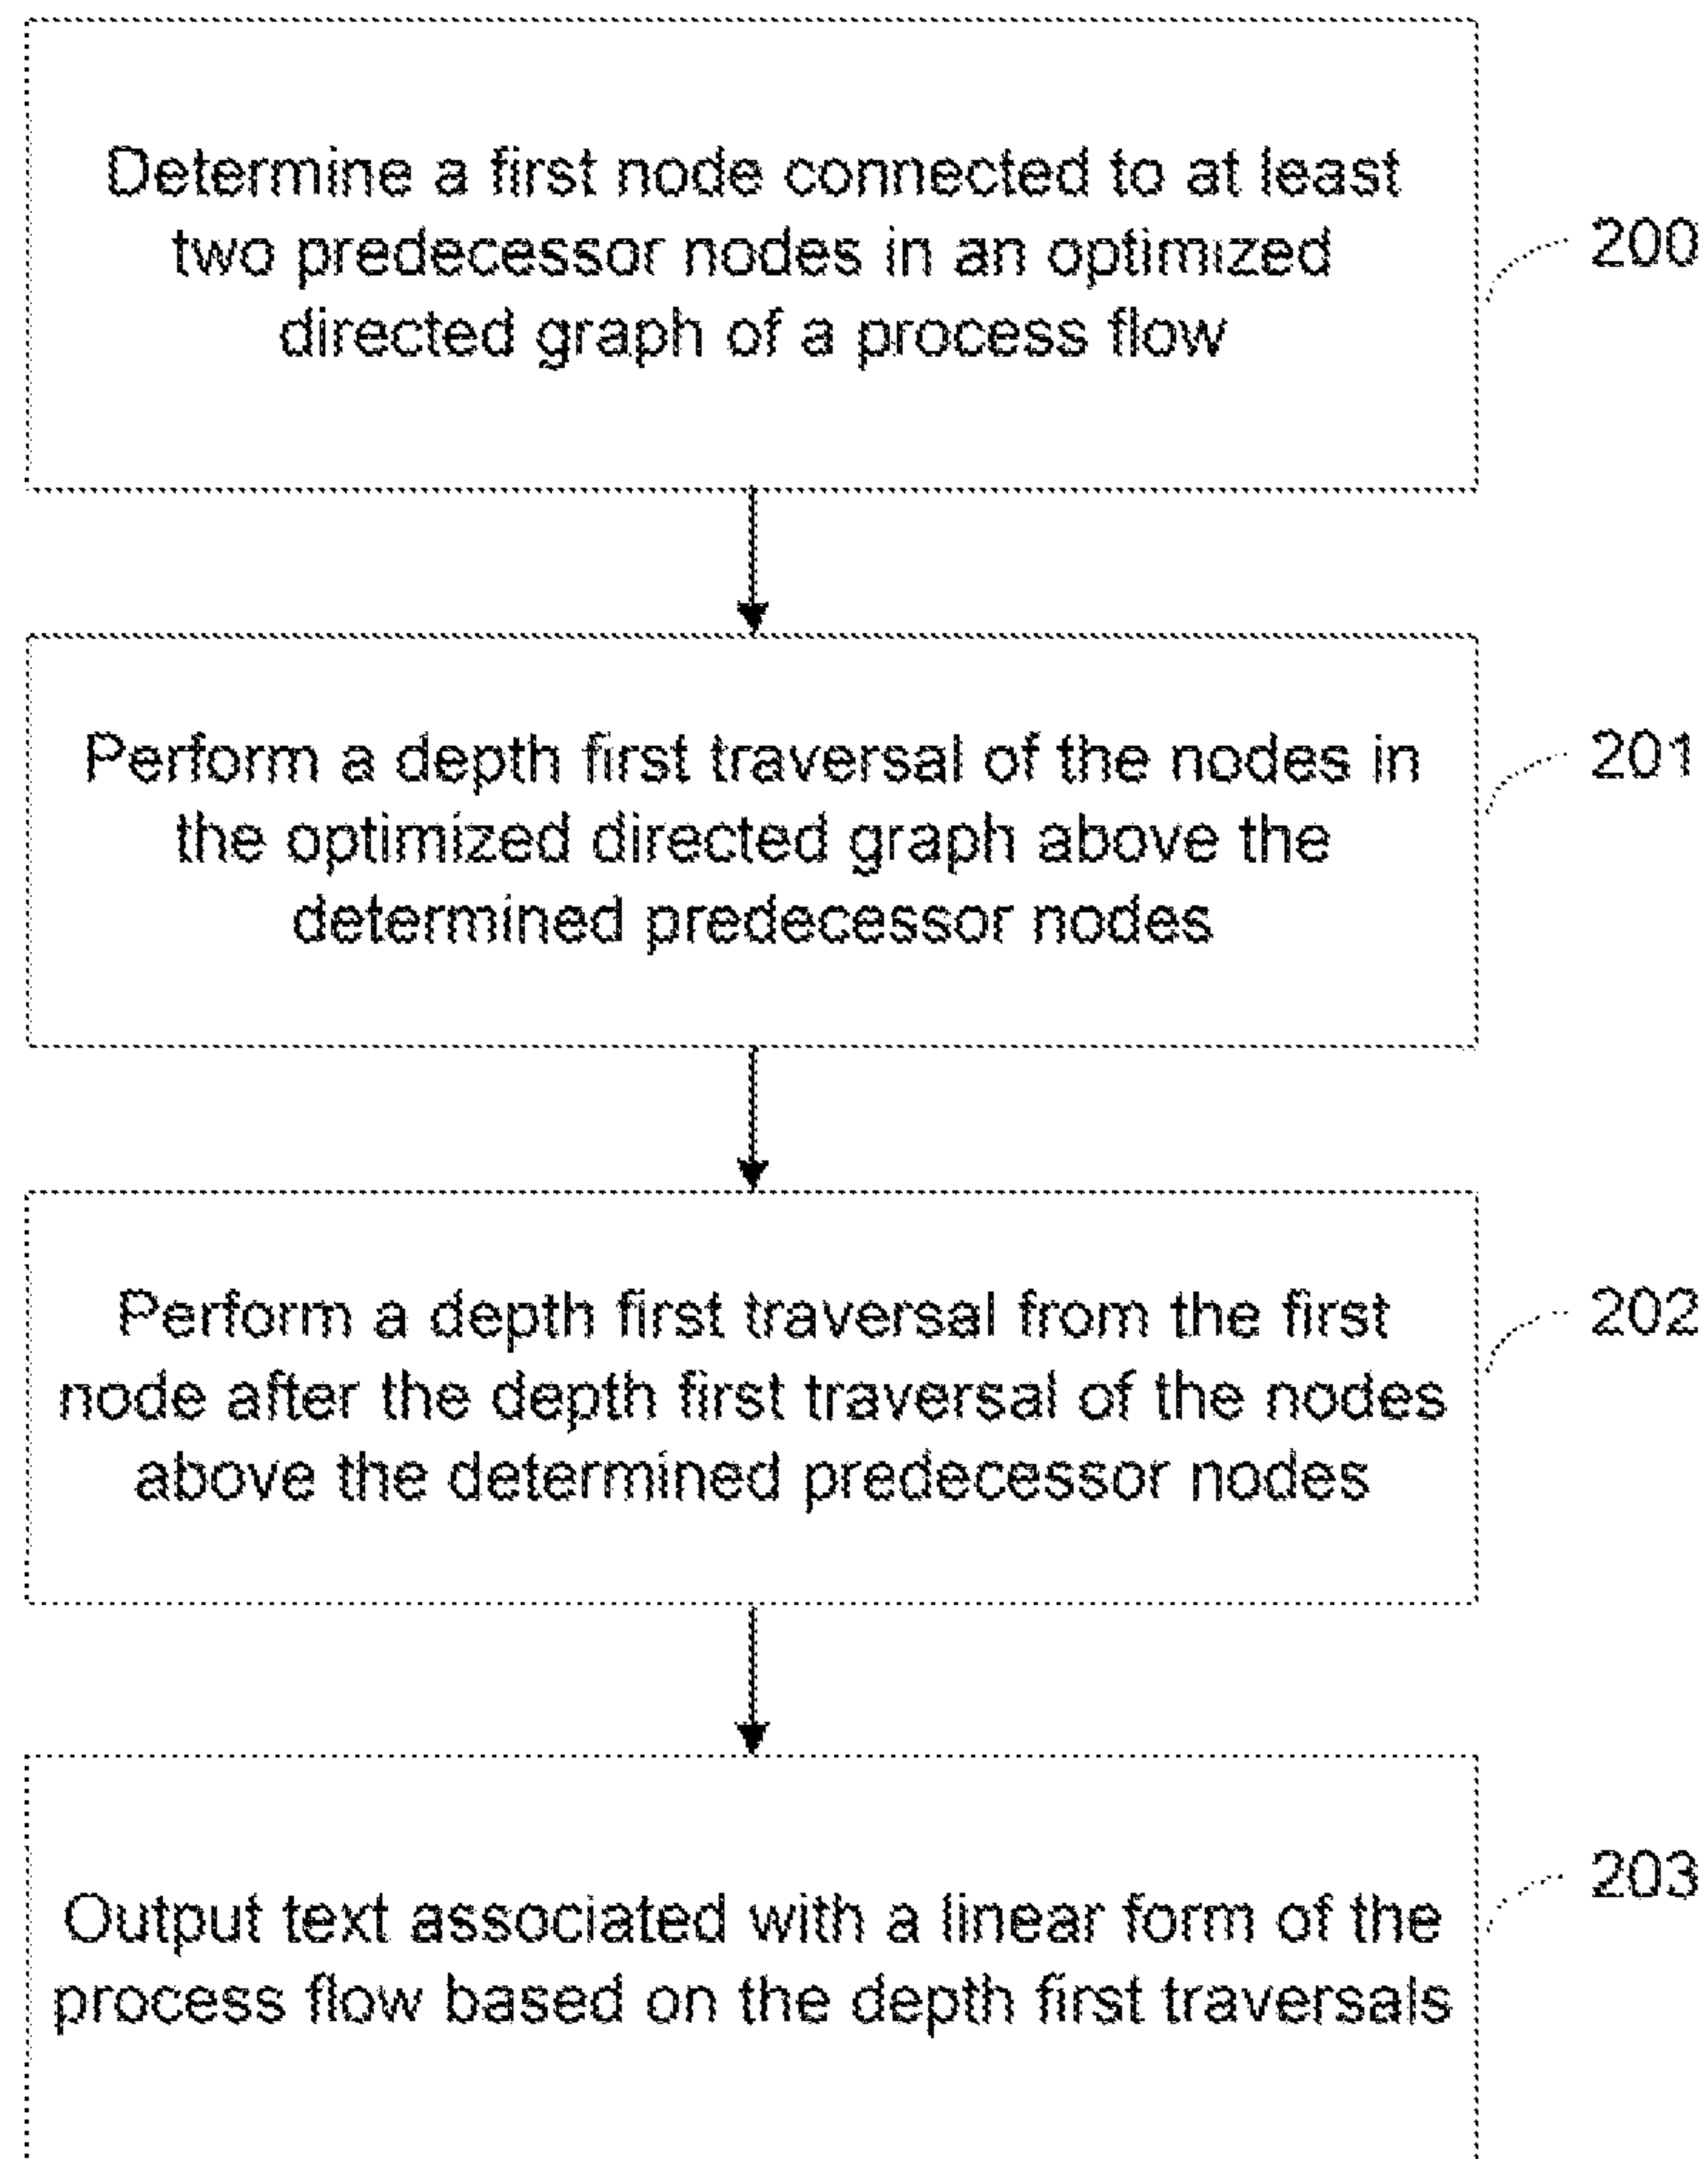 Determine a first node connected to at least
two predecessor nodes in an optimized
directed graph of a process flow
200
Perform a depth first traversal of the nodes in
the optimized directed graph above the
determined predecessor nodes
201
Perform a depth first traversal from the first
node after the depth first traversal of the nodes
above the determined predecessor nodes
202
Output text associated with a linear form of the
process flow based on the depth first traversals
203